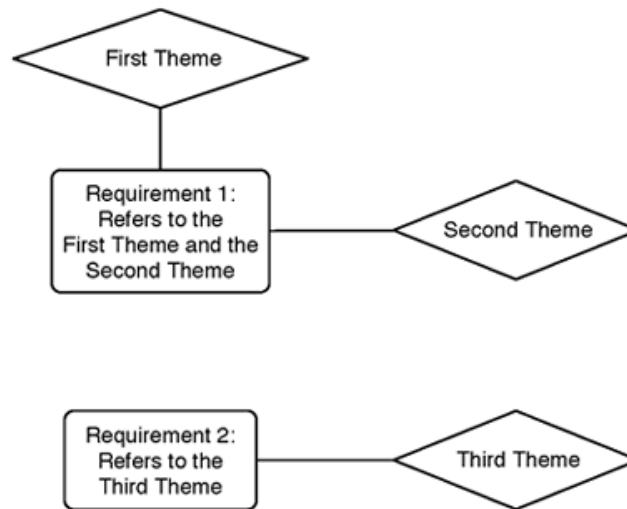 First Theme
Requirement 1:
Refers to the
First Theme and the
Second Theme
Second Theme
Requirement 2:
Refers to the
Third Theme
Third Theme